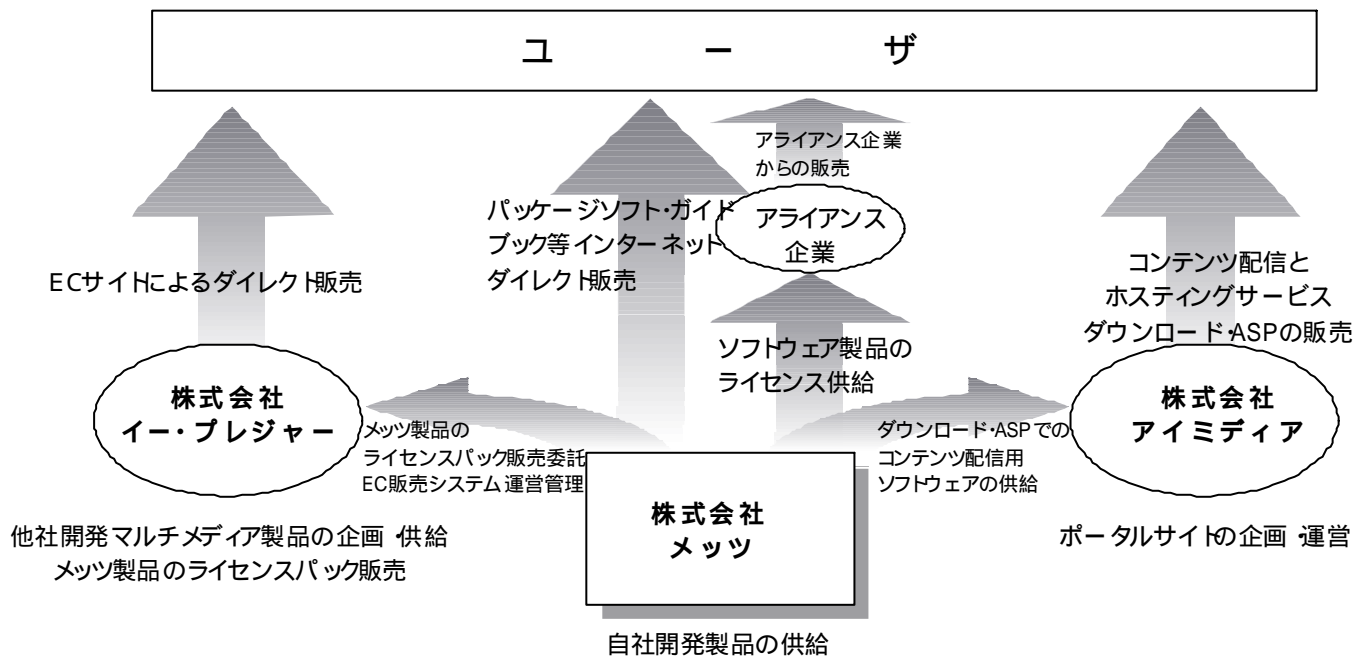 ユーザ
アライアンス企業
からの販売
パッケージソフト・ガイド
ブック等インターネット
ダイレクト販売
アライアンス
企業
ECサイトによるダイレクト販売
コンテンツ配信と
ホスティングサービス
ダウンロード・ASPの販売
ソフトウェア製品の
ライセンス供給
株式会社
イー・プレジャー
メッツ製品の
ライセンスパック販売委託
EC販売システム運営管理
ダウンロード・ASPでの
コンテンツ配信用
ソフトウェアの供給
株式会社
アイミディア
株式会社
メッツ
他社開発マルチメディア製品の企画・供給
メッツ製品のライセンスパック販売
ポータルサイトの企画・運営
自社開発製品の供給